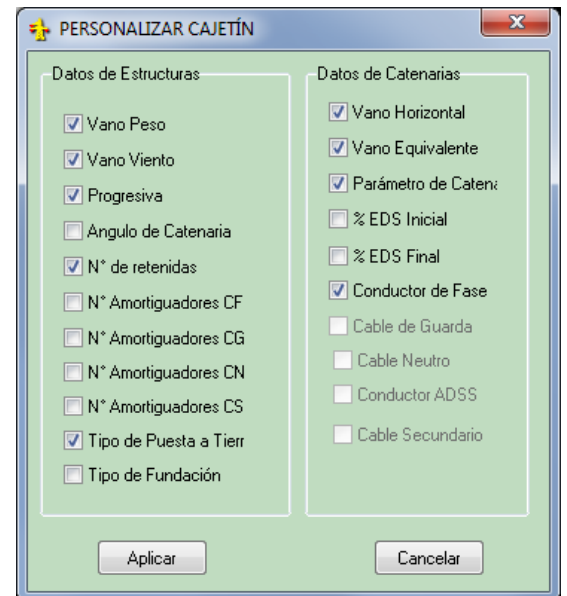 PERSONALIZAR CAJETÍN
Datos de Estructuras
Vano Peso
Vano Viento
Progresiva
Angulo de Catenaria
N° de retenidas
N° Amortiguadores CF
N° Amortiguadores CG
N° Amortiguadores CN
N° Amortiguadores CS
Tipo de Puesta a Tierr
Tipo de Fundación
Datos de Catenarias
Vano Horizontal
Vano Equivalente
Parámetro de Catena
% EDS Inicial
% EDS Final
Conductor de Fase
Cable de Guarda
Cable Neutro
Conductor ADSS
Cable Secundario
Aplicar
Cancelar